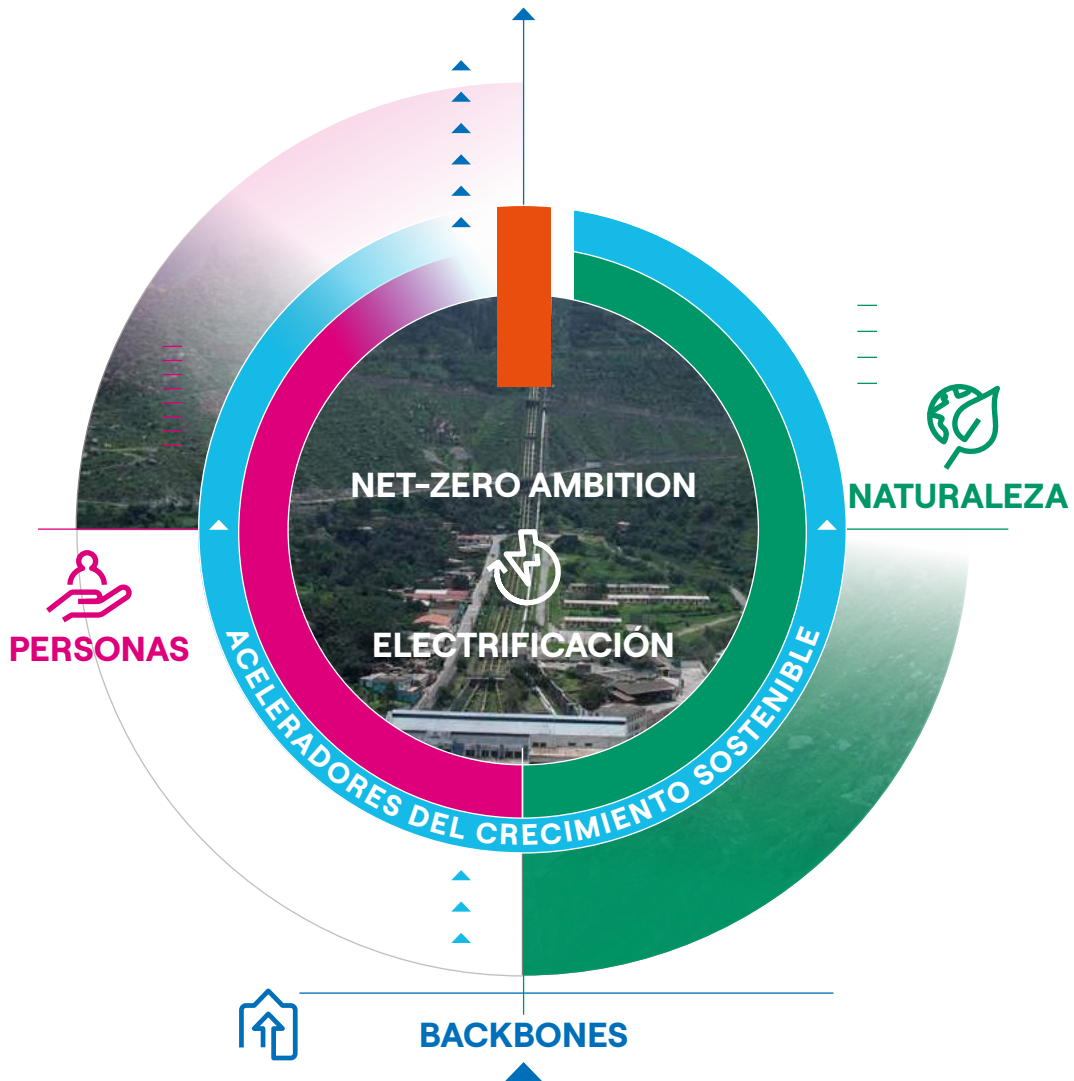 NET-ZERO AMBITION
NATURALEZA
ELECTRIFICACIÓN
PERSONAS
ACELERADORES DEL CRECIMIENTO SOSTENIBLE
BACKBONES